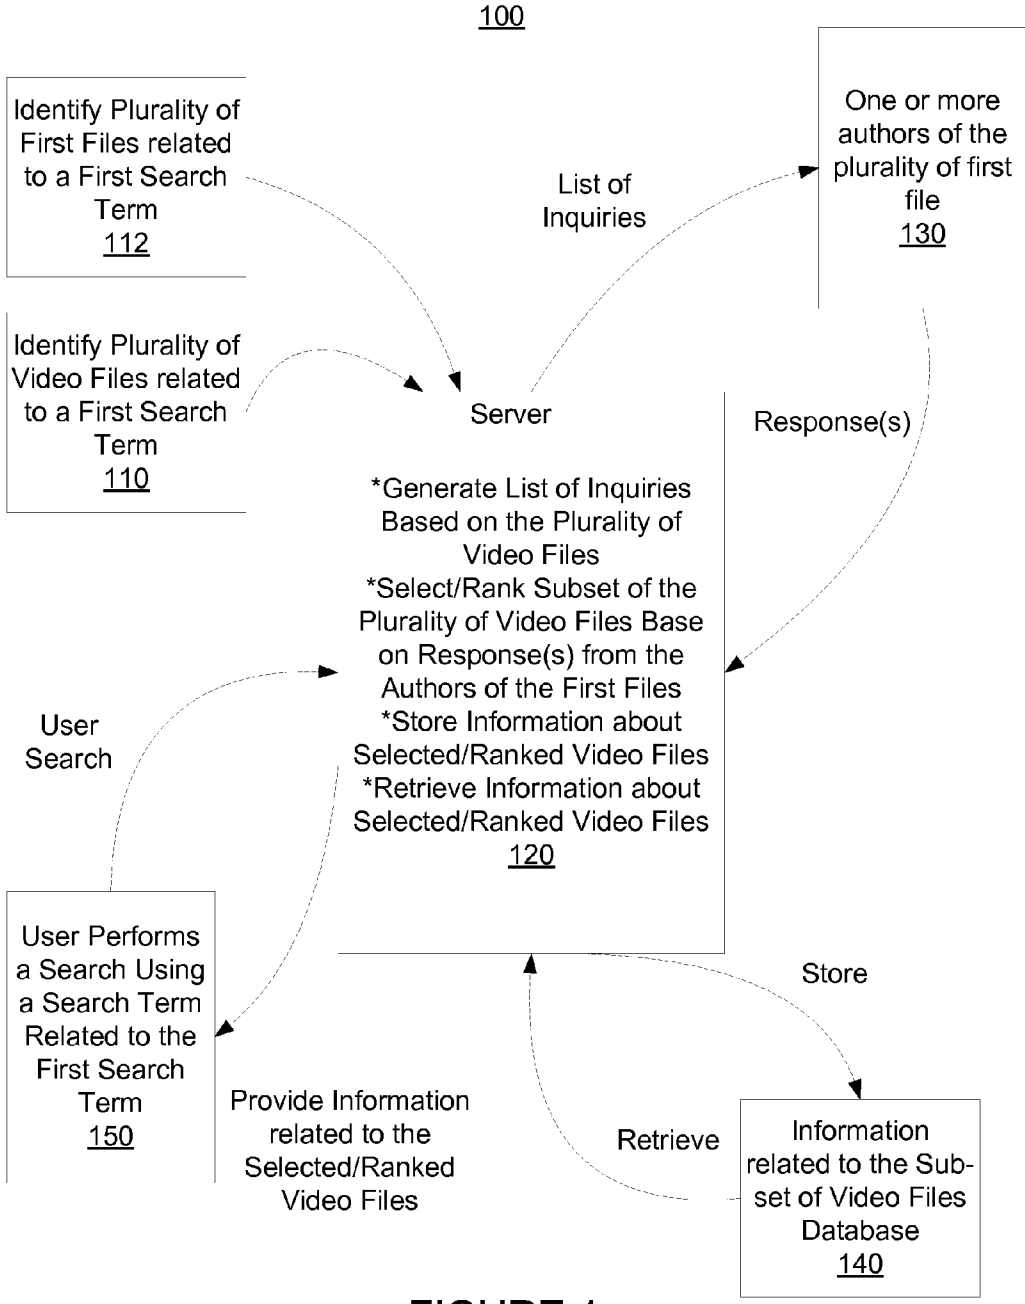 100
Identify Plurality of
First Files related
to a First Search
Term
112
List of
Inquiries
One or more
authors of the
plurality of first
file
130
Identify Plurality of
Video Files related
to a First Search
Term
110
Server
*Generate List of Inquiries
Based on the Plurality of
Video Files
*Select/Rank Subset of the
Plurality of Video Files Base
on Response(s) from the
Authors of the First Files
*Store Information about
Selected/Ranked Video Files
*Retrieve Information about
Selected/Ranked Video Files
120
Response(s)
User
Search
User Performs
a Search Using
a Search Term
Related to the
First Search
Term
150
Provide Information
related to the
Selected/Ranked
Video Files
Store
Retrieve
Information
related to the Sub-
set of Video Files
Database
140
FIGURE 1